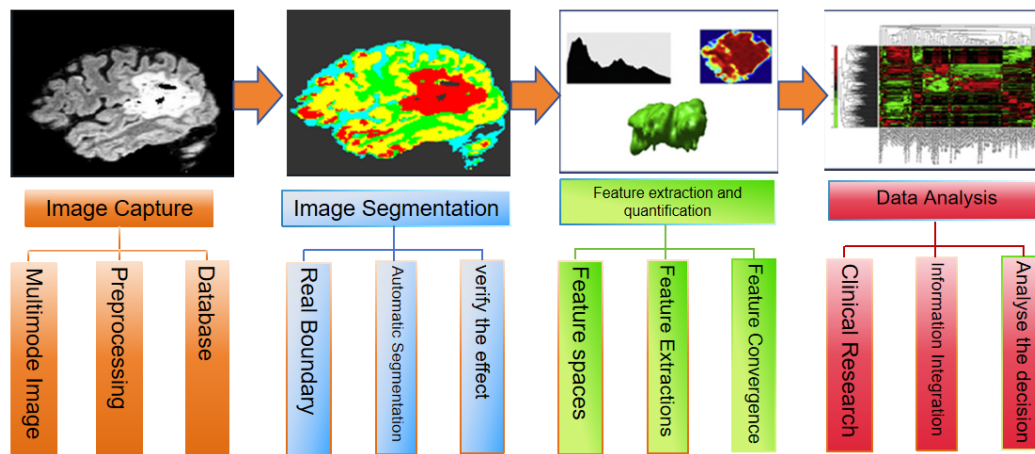 Image Capture
Multimode Image
Preprocessing
Database
Image Segmentation
Real Boundary
Automatic Segmentation
verify the effect
Feature extraction and
quantification
Feature spaces
Feature Extractions
Feature Convergence
Data Analysis
Clinical Research
Information Integration
Analyse the decision